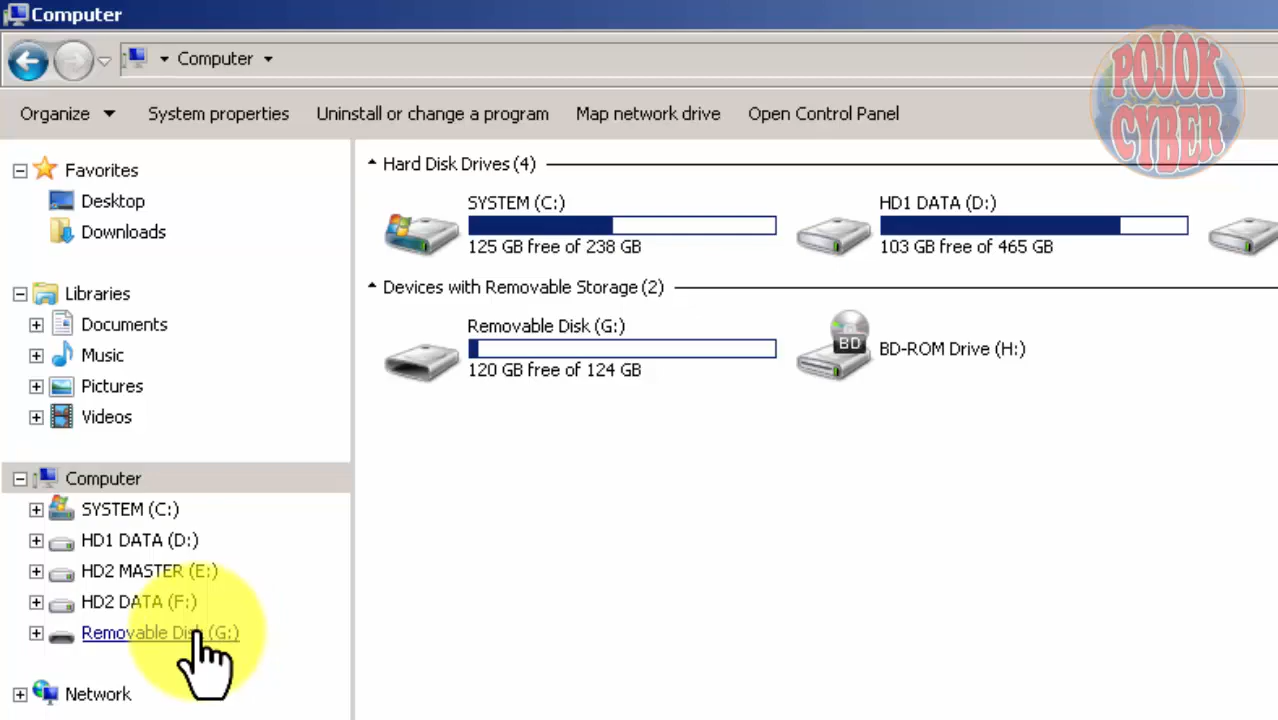 Computer
Computer
Organize
System properties
Uninstall or change a program
Map network drive
Open Control Panel
POJOK
CYBER
Favorites
Desktop
Downloads
Libraries
Documents
Music
Pictures
Videos
Computer
SYSTEM (C:)
HD1 DATA (D:)
HD2 MASTER (E:)
HD2 DATA (F:)
Removable Disk (G:)
Network
Hard Disk Drives (4)
SYSTEM (C:)
125 GB free of 238 GB
HD1 DATA (D:)
103 GB free of 465 GB
Devices with Removable Storage (2)
Removable Disk (G:)
120 GB free of 124 GB
BD
BD-ROM Drive (H:)